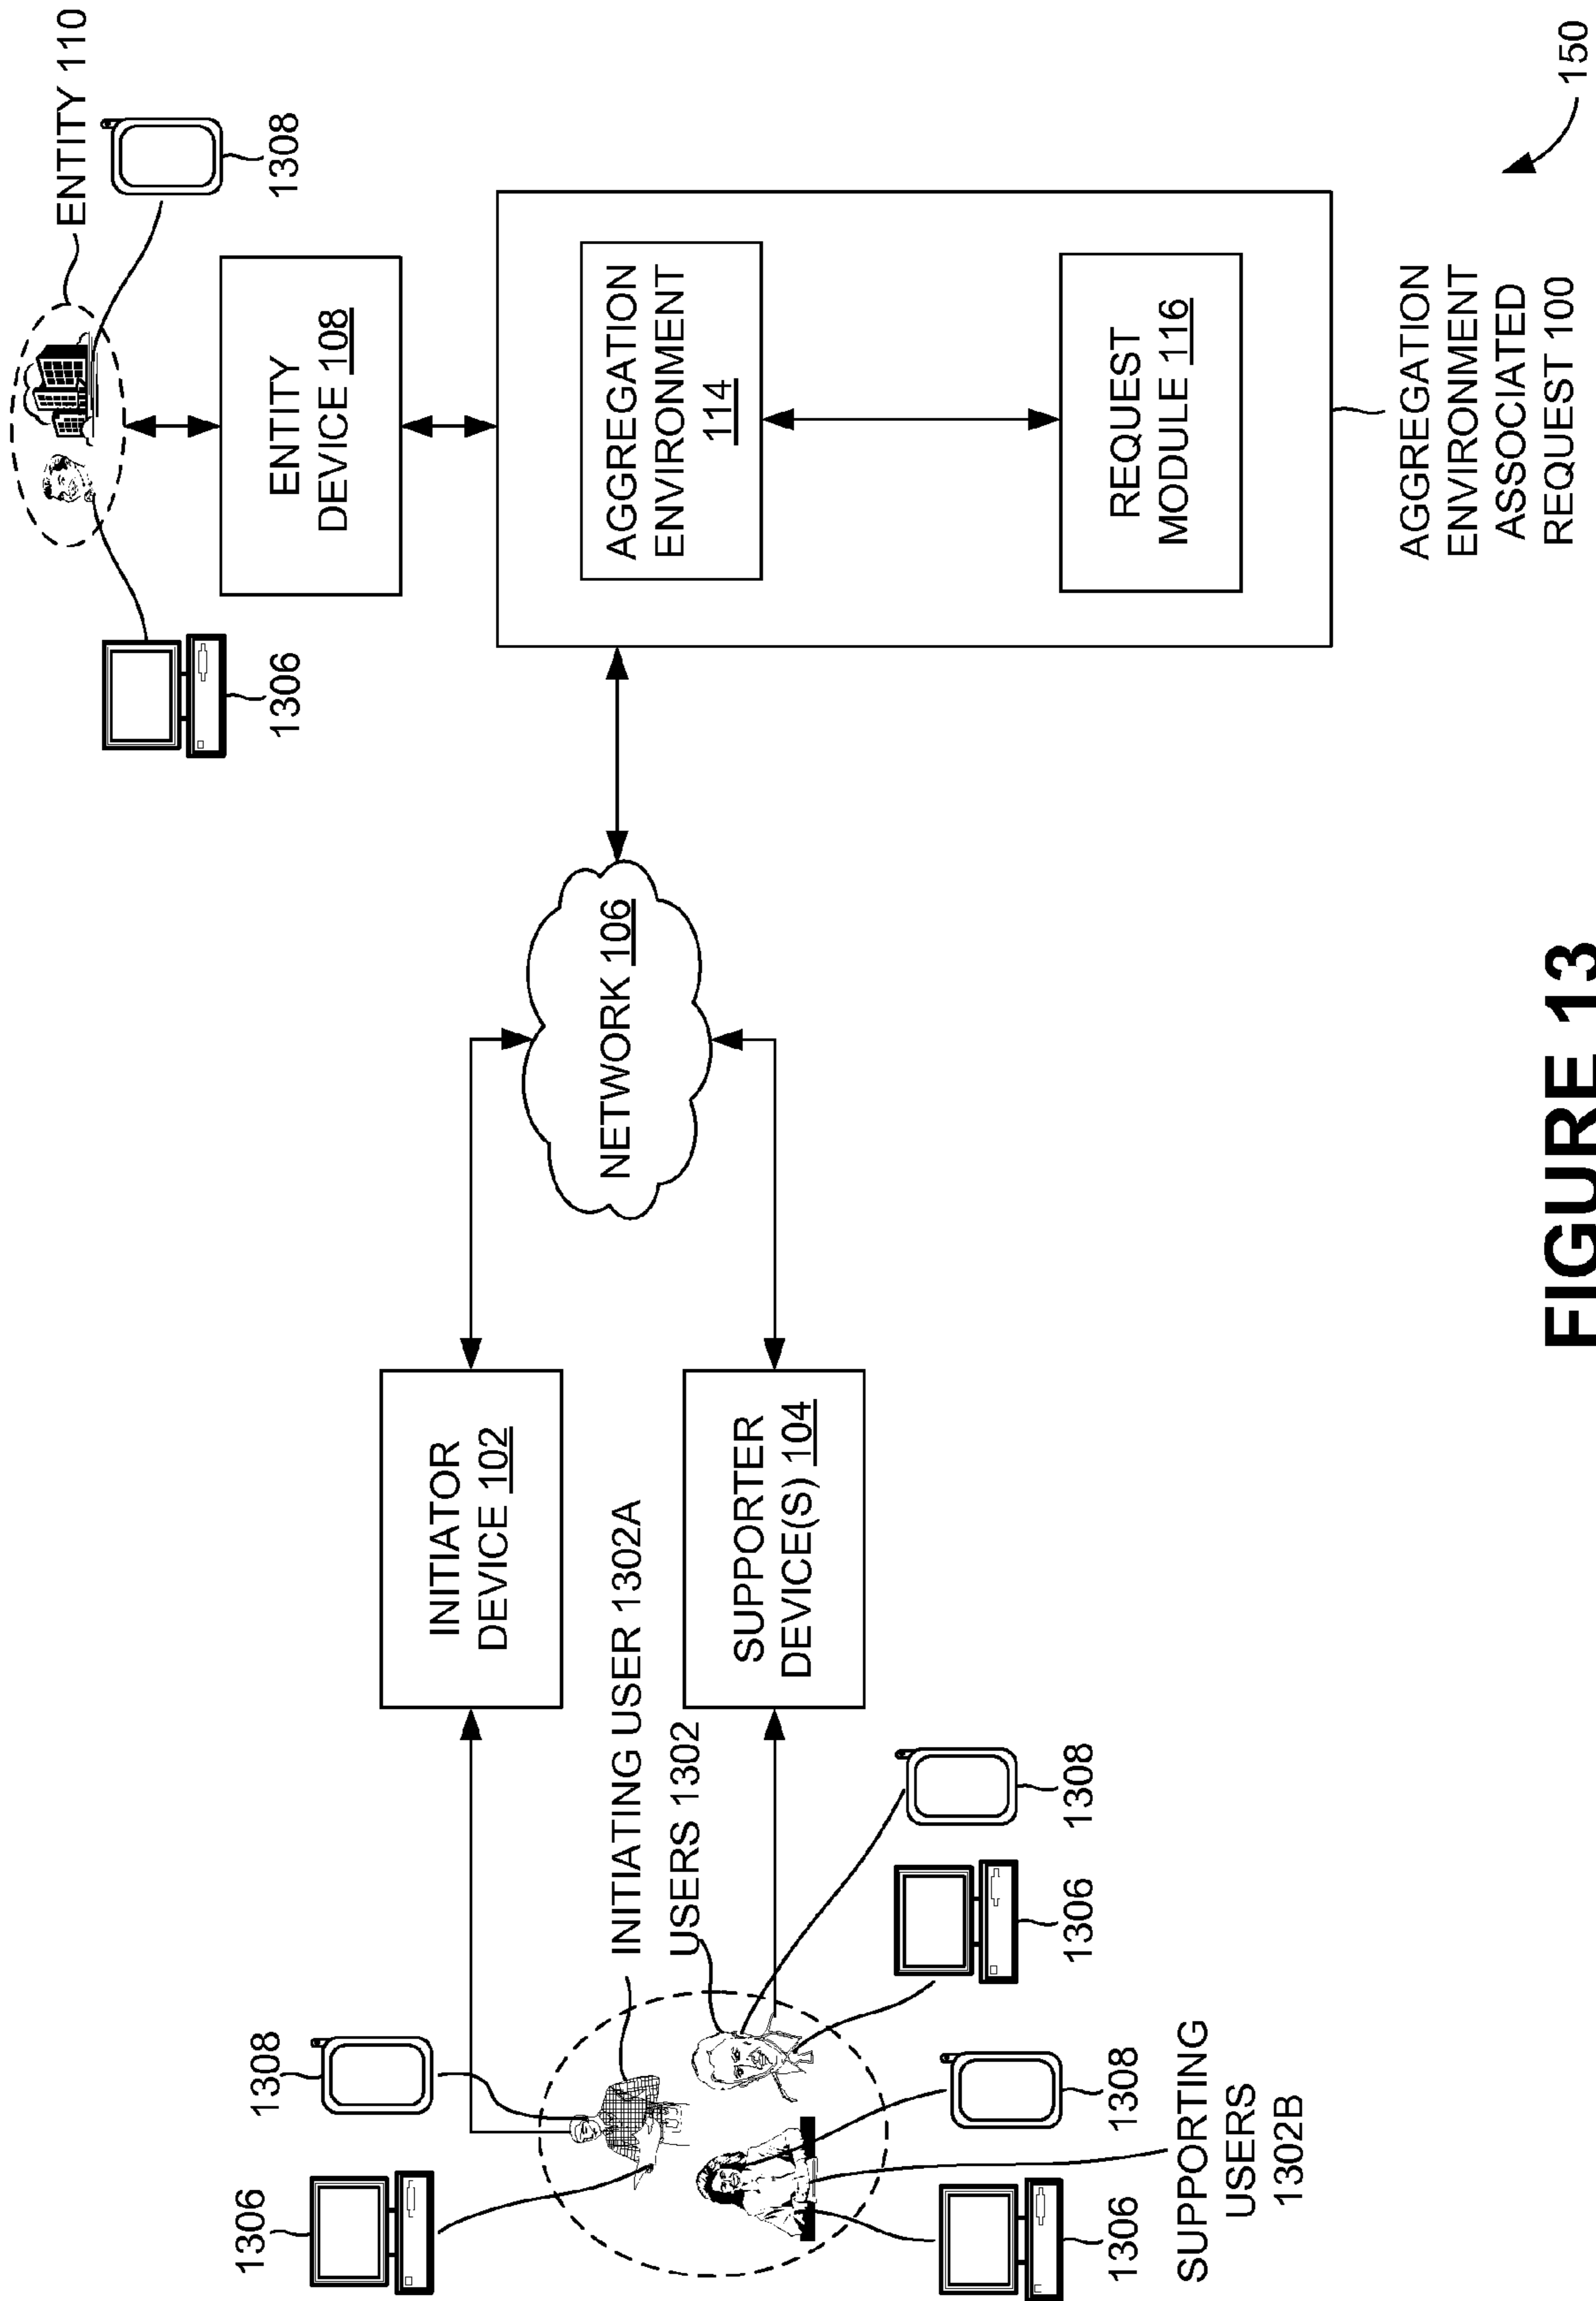 ENTITY 110
1308
1306
ENTITY
DEVICE 108
AGGREGATION
ENVIRONMENT
114
REQUEST
MODULE 116
AGGREGATION
ENVIRONMENT
ASSOCIATED
REQUEST 100
150
NETWORK 106
INITIATOR
DEVICE 102
SUPPORTER
DEVICE(S) 104
INITIATING USER 1302A
USERS 1302
1308
1306
1308
1306
1308
1306
SUPPORTING
USERS
1302B
FIGURE 13